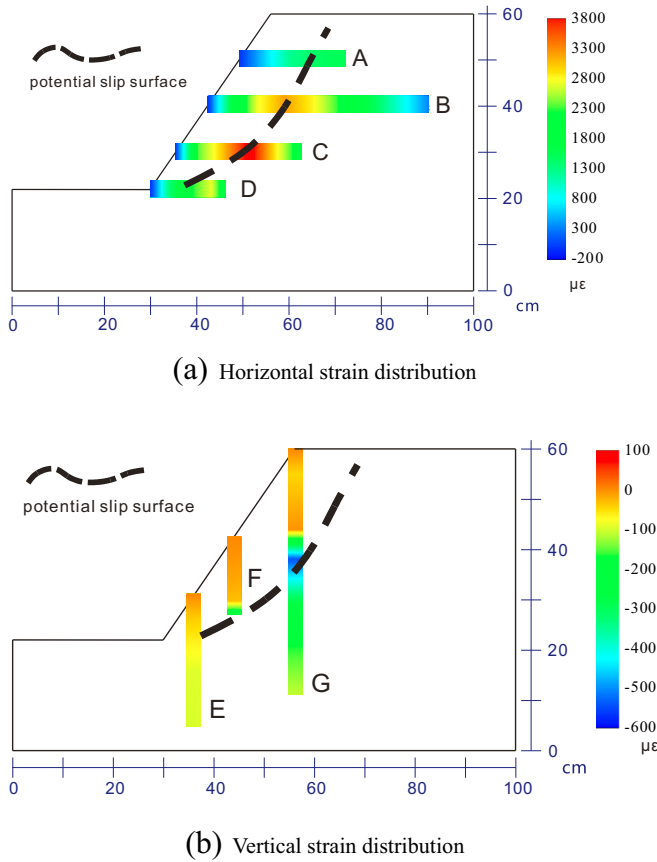 60
3800
A
3300
potential slip surface
2800
B
40
2300
C
1800
D
1300
20
800
300
-200
0
με
cm
0 20 40 60 80 100
(a) Horizontal strain distribution
60
100
potential slip surface
0
F
40
-100
-200
-300
20
-400
E
G
-500
0
-600
με
cm
0 20 40 60 80 100
(b) Vertical strain distribution